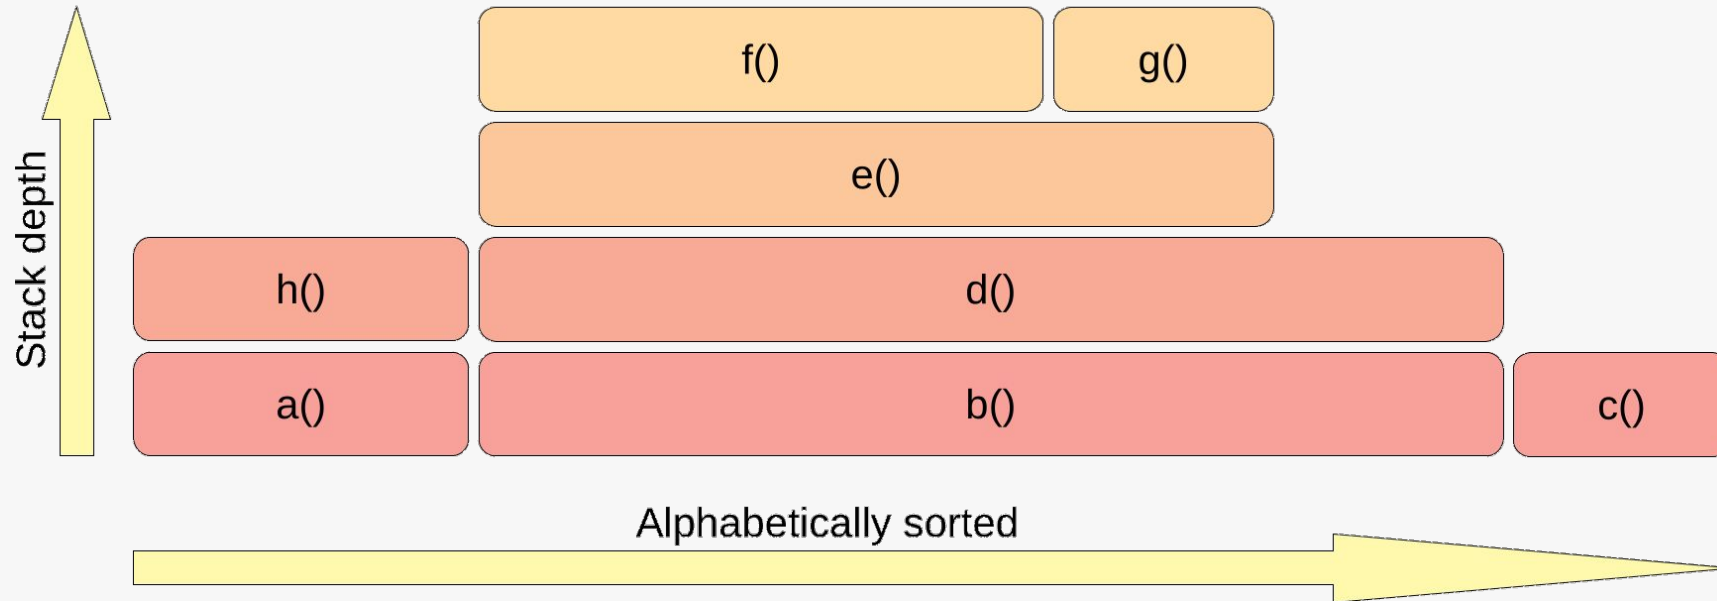 f()
g()
e()
h()
d()
a()
b()
c()
Stack depth
Alphabetically sorted